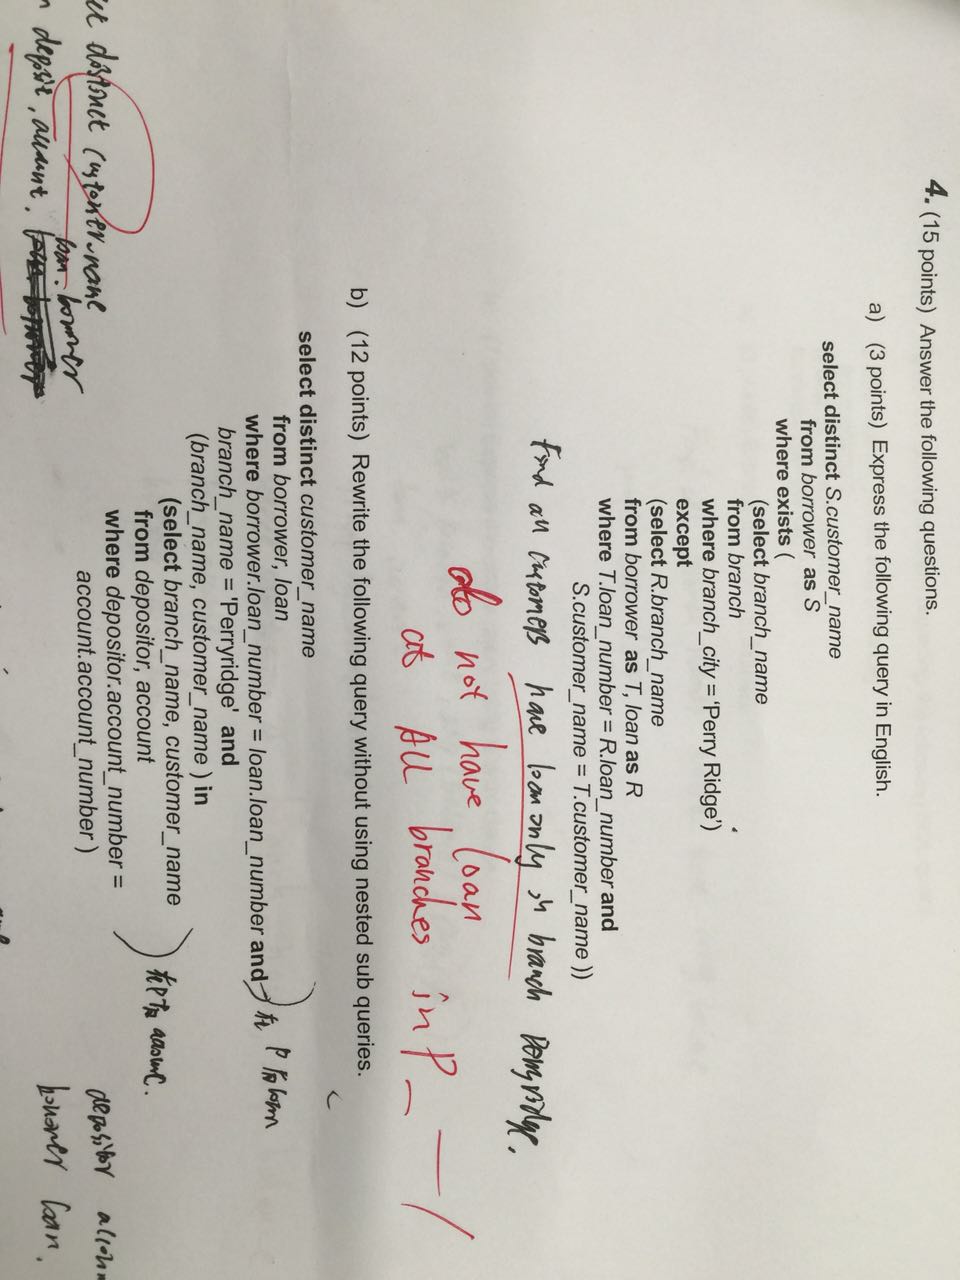 4. (15 points) Answer the following questions.
a) (3 points) Express the following query in English.
select distinct S.customer_name
from borrower as S
where exists (
(select branch_name
from branch
where branch_city = ‘Perry Ridge’)
except
(select R.branch_name
from borrower as T, loan as R
where T.loan_number = R.loan_number and
S.customer_name = T.customer_name ))
Find all customers have loan only in branch Perryridge.
do not have loan
at ALL branches in P_ — /
b) (12 points) Rewrite the following query without using nested sub queries.
select distinct customer_name
from borrower, loan
where borrower.loan_number = loan.loan_number and
在 P 有 loan
branch_name = 'Perryridge' and
(branch_name, customer_name ) in
(select branch_name, customer_name
from depositor, account
在P有 account.
where depositor.account_number =
account.account_number )
ct distinct customer_name
deposit, account, loan. borrower
depositor
borrower loan.